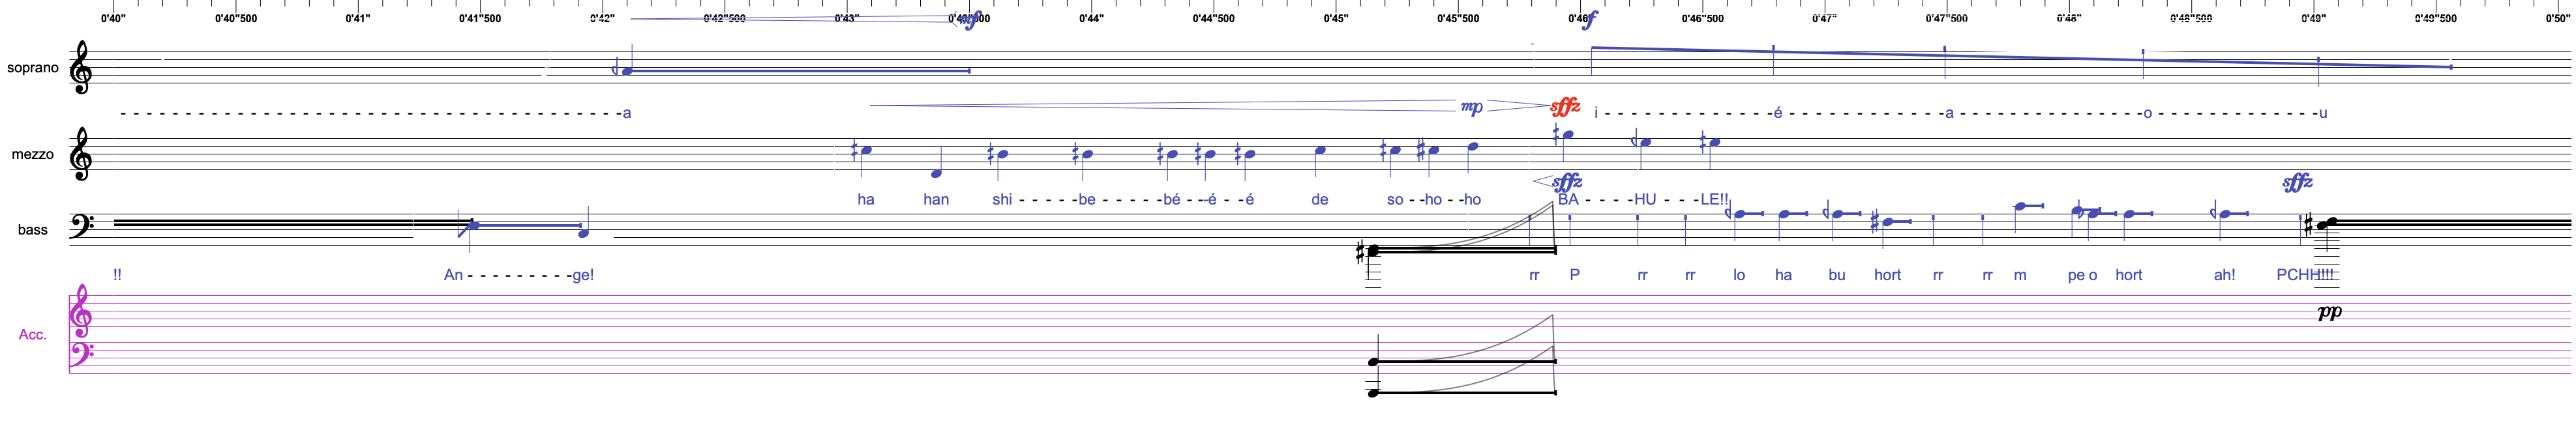 0'40" 0'40"500 0'41" 0'41"500 0'42" 0'42"500 0'43" 0'43"500 0'44" 0'44"500 0'45" 0'45"500 0'46" 0'46"500 0'47" 0'47"500 0'48" 0'48"500 0'49" 0'49"500 0'50"
mf f
soprano
mp sffz
- - - - - - - - - - - - - - - - - - - - - - - - - - - - - - - - - - - - - - - - -a i - - - - - - - - - - - - - -é - - - - - - - - - - - - - -a - - - - - - - - - - - - - - - -o - - - - - - - - - - - - - -u
mezzo
sffz sffz
ha han shi - - - - -be - - - - - -bé - - -é - - -é de so - -ho - -ho BA - - - -HU - - -LE!!
bass
!! An - - - - - - - - -ge! rr P rr rr lo ha bu hort rr rr m pe o hort ah! PCHH!!!!
pp
Acc.